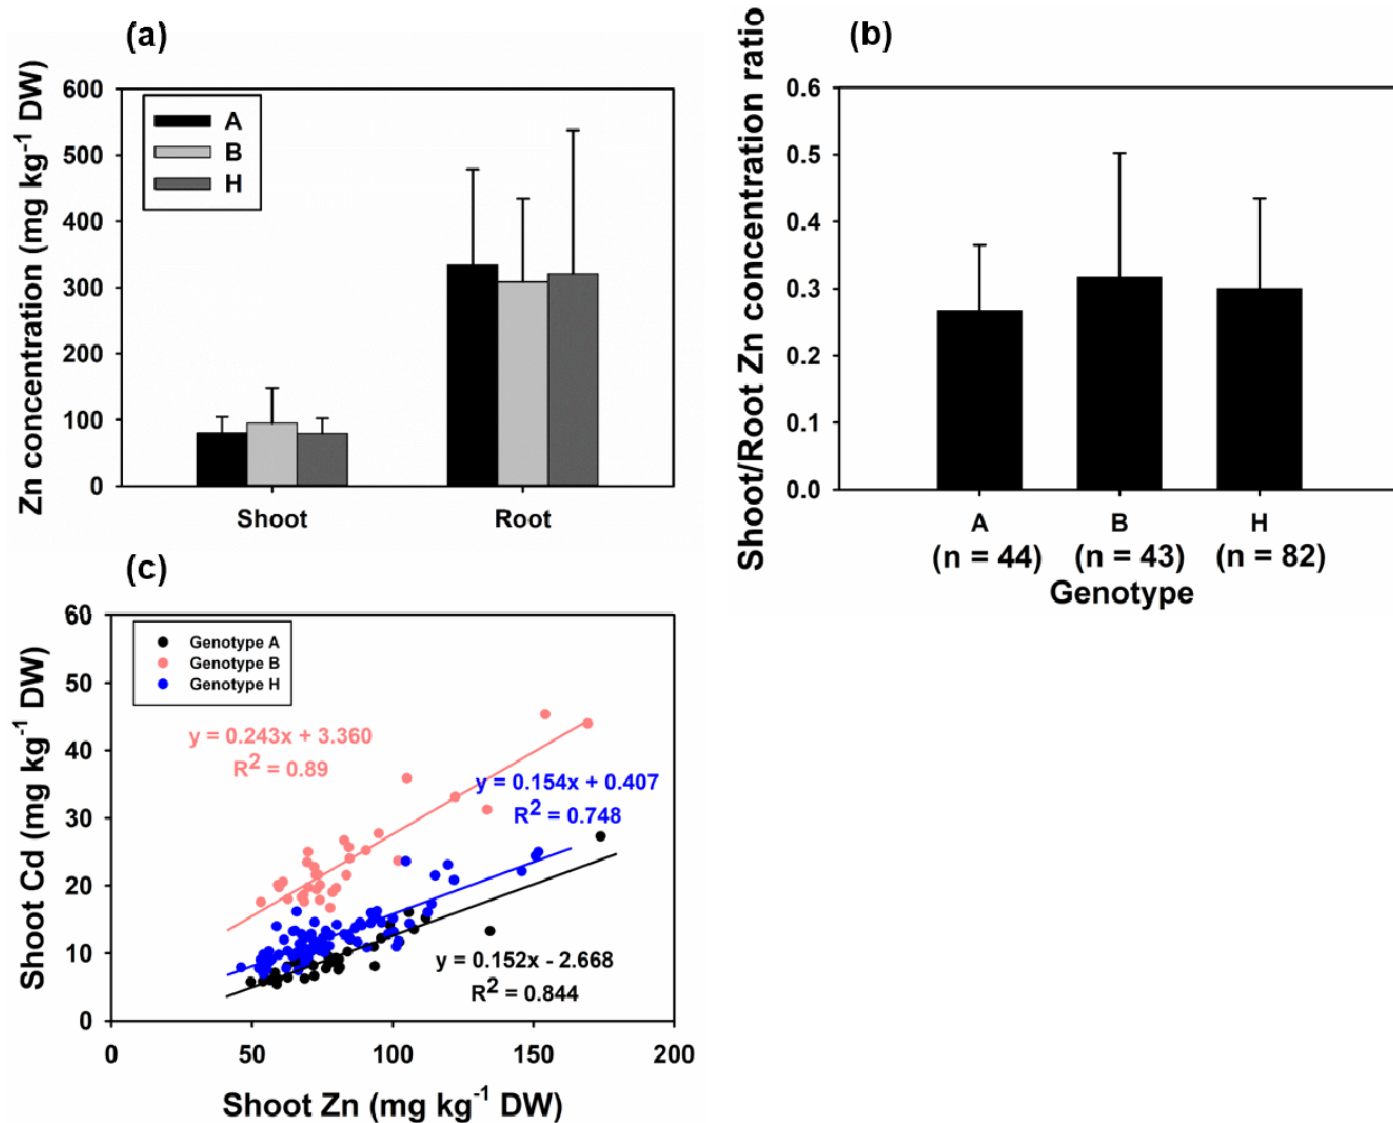 (a)
Zn concentration (mg kg⁻¹ DW)
600
500
400
300
200
100
0
A
B
H
Shoot
Root
(b)
Shoot/Root Zn concentration ratio
0.6
0.5
0.4
0.3
0.2
0.1
0.0
A
B
H
(n = 44)
(n = 43)
(n = 82)
Genotype
(c)
Shoot Cd (mg kg⁻¹ DW)
60
50
40
30
20
10
0
Genotype A
Genotype B
Genotype H
y = 0.243x + 3.360
R² = 0.89
y = 0.154x + 0.407
R² = 0.748
y = 0.152x - 2.668
R² = 0.844
0
50
100
150
200
Shoot Zn (mg kg⁻¹ DW)